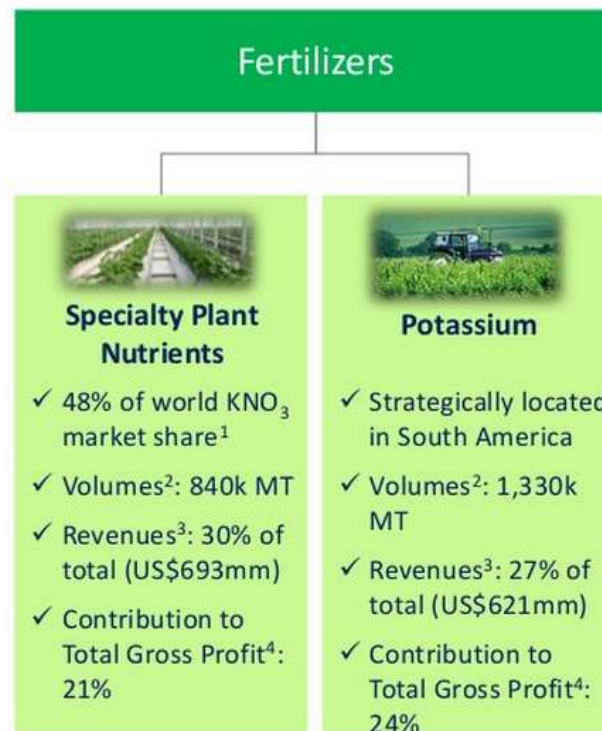 Fertilizers
Specialty Plant
Nutrients
✓ 48% of world KNO₃
market share¹
✓ Volumes²: 840k MT
✓ Revenues³: 30% of
total (US$693mm)
✓ Contribution to
Total Gross Profit⁴:
21%
Potassium
✓ Strategically located
in South America
✓ Volumes²: 1,330k
MT
✓ Revenues³: 27% of
total (US$621mm)
✓ Contribution to
Total Gross Profit⁴:
24%